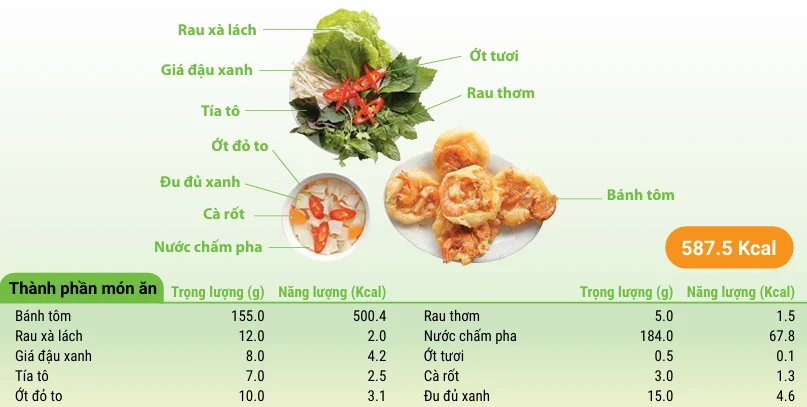 Rau xà lách
Giá đậu xanh
Ớt tươi
Rau thơm
Tía tô
Ớt đỏ to
Đu đủ xanh
Cà rốt
Nước chấm pha
Bánh tôm
587.5 Kcal
Thành phần món ăn Trọng lượng (g) Năng lượng (Kcal) Trọng lượng (g) Năng lượng (Kcal)
Bánh tôm 155.0 500.4 Rau thơm 5.0 1.5
Rau xà lách 12.0 2.0 Nước chấm pha 184.0 67.8
Giá đậu xanh 8.0 4.2 Ớt tươi 0.5 0.1
Tía tô 7.0 2.5 Cà rốt 3.0 1.3
Ớt đỏ to 10.0 3.1 Đu đủ xanh 15.0 4.6